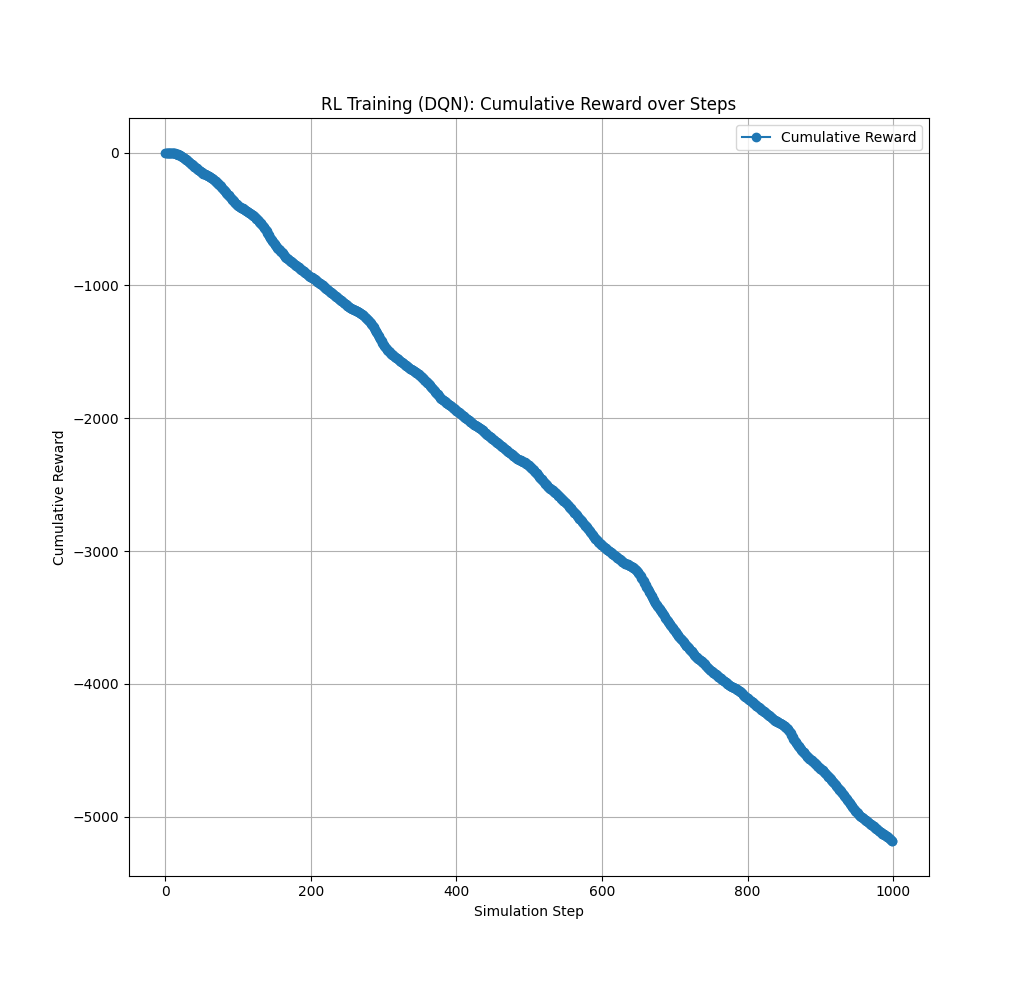 RL Training (DQN): Cumulative Reward over Steps
Cumulative Reward
0
−1000
−2000
−3000
−4000
−5000
Cumulative Reward
0 200 400 600 800 1000
Simulation Step